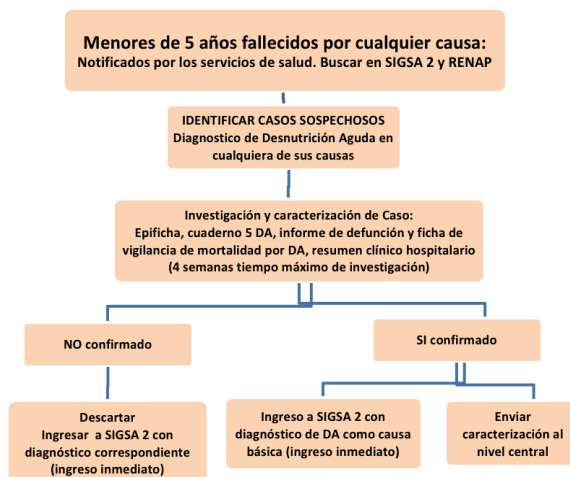 Menores de 5 años fallecidos por cualquier causa:
Notificados por los servicios de salud. Buscar en SIGSA 2 y RENAP
IDENTIFICAR CASOS SOSPECHOSOS
Diagnostico de Desnutrición Aguda en
cualquiera de sus causas
Investigación y caracterización de Caso:
Epificha, cuaderno 5 DA, informe de defunción y ficha de
vigilancia de mortalidad por DA, resumen clínico hospitalario
(4 semanas tiempo máximo de investigación)
NO confirmado
SI confirmado
Descartar
Ingresar a SIGSA 2 con
diagnóstico correspondiente
(ingreso inmediato)
Ingreso a SIGSA 2 con
diagnóstico de DA como causa
básica (ingreso inmediato)
Enviar
caracterización al
nivel central